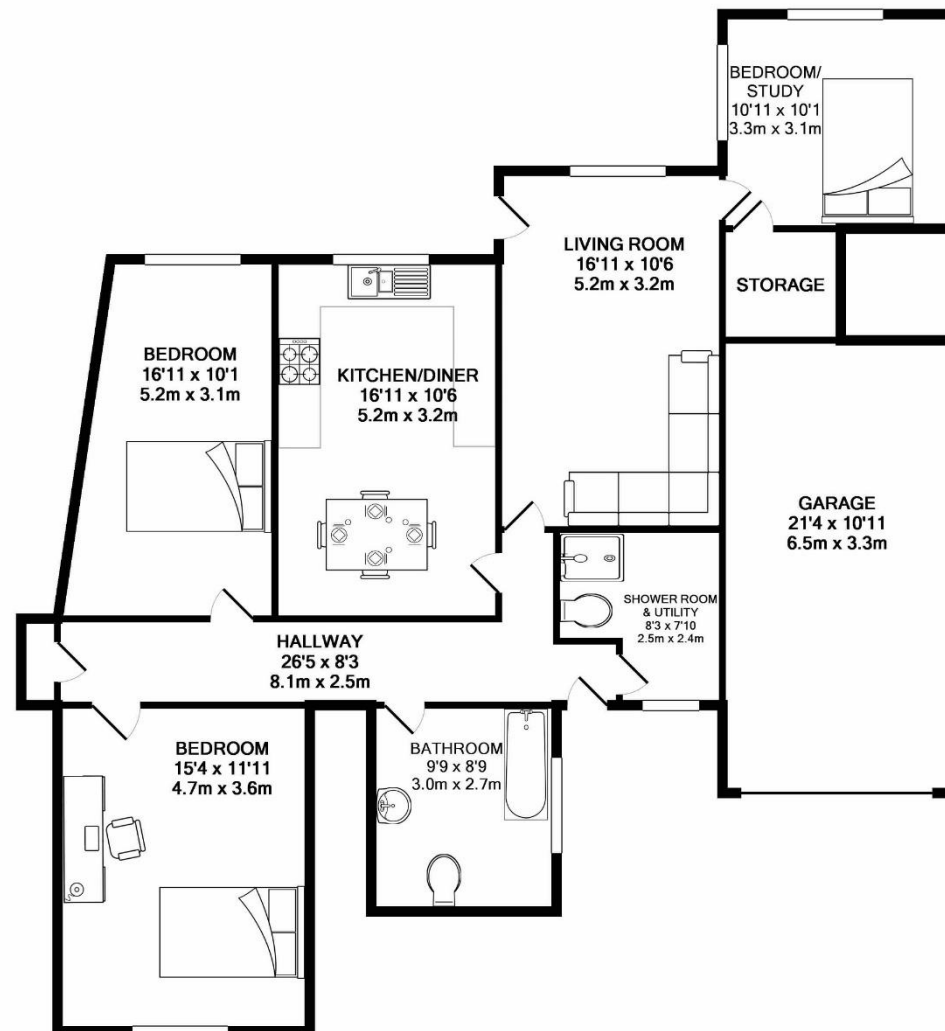 BEDROOM/
STUDY
10'11 x 10'1
3.3m x 3.1m
LIVING ROOM
16'11 x 10'6
5.2m x 3.2m
STORAGE
BEDROOM
16'11 x 10'1
5.2m x 3.1m
KITCHEN/DINER
16'11 x 10'6
5.2m x 3.2m
GARAGE
21'4 x 10'11
6.5m x 3.3m
SHOWER ROOM
& UTILITY
8'3 x 7'10
2.5m x 2.4m
HALLWAY
26'5 x 8'3
8.1m x 2.5m
BEDROOM
15'4 x 11'11
4.7m x 3.6m
BATHROOM
9'9 x 8'9
3.0m x 2.7m